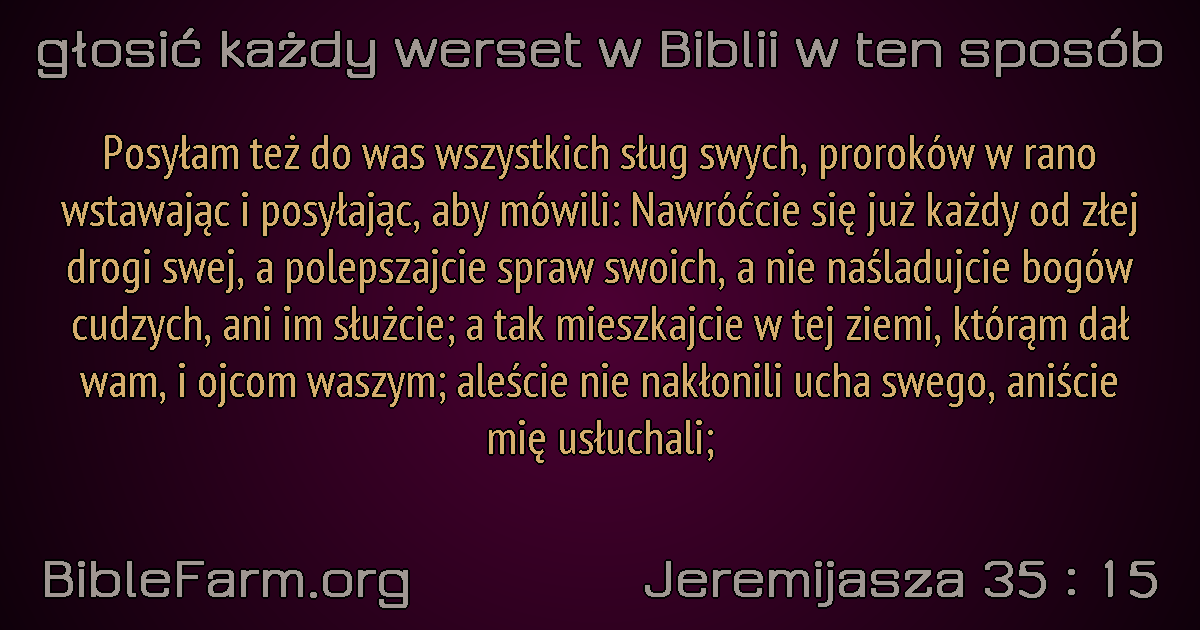 głosić każdy werset w Biblii w ten sposób
Posyłam też do was wszystkich sług swych, proroków w rano
wstawając i posyłając, aby mówili: Nawróćcie się już każdy od złej
drogi swej, a polepszajcie spraw swoich, a nie naśladujcie bogów
cudzych, ani im służcie; a tak mieszkajcie w tej ziemi, którąm dał
wam, i ojcom waszym; aleście nie nakłonili ucha swego, aniście
mię usłuchali;
BibleFarm.org
Jeremijasza 35 : 15